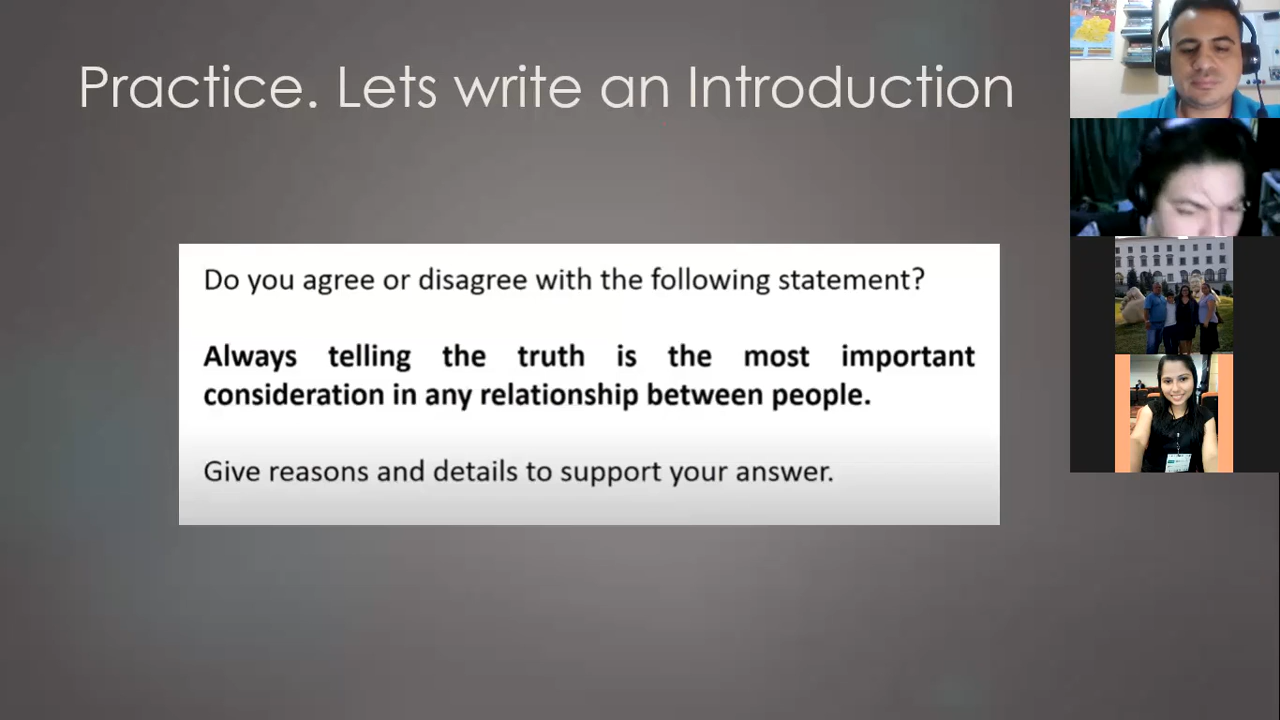 Practice. Lets write an Introduction
Do you agree or disagree with the following statement?
Always telling the truth is the most important
consideration in any relationship between people.
Give reasons and details to support your answer.